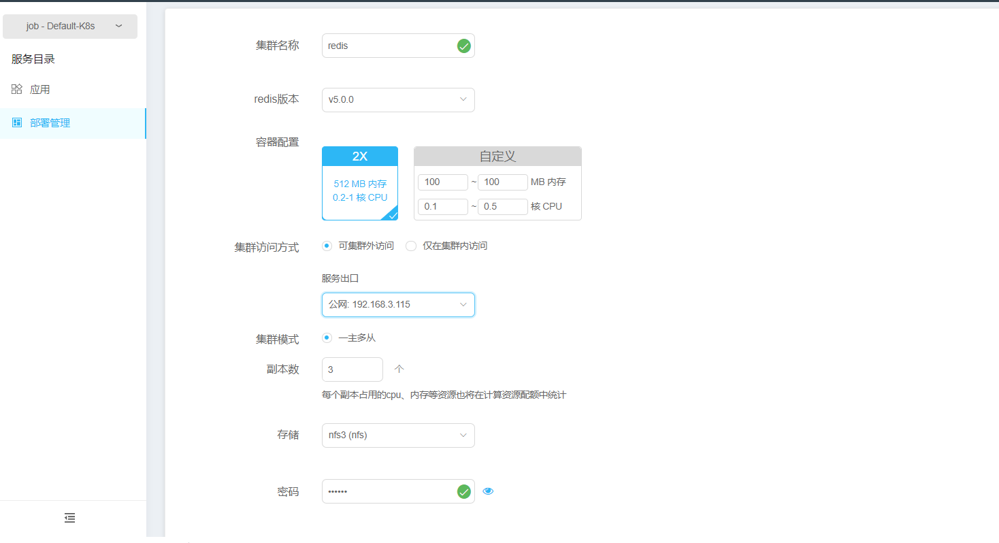 job - Default-K8s
服务目录
应用
部署管理
集群名称 redis
redis版本 v5.0.0
容器配置
2X
512 MB 内存
0.2-1 核 CPU
自定义
100 ~ 100 MB 内存
0.1 ~ 0.5 核 CPU
集群访问方式 可集群外访问 仅在集群内访问
服务出口
公网: 192.168.3.115
集群模式 一主多从
副本数 3 个
每个副本占用的cpu、内存等资源也将在计算资源配额中统计
存储 nfs3 (nfs)
密码 ••••••